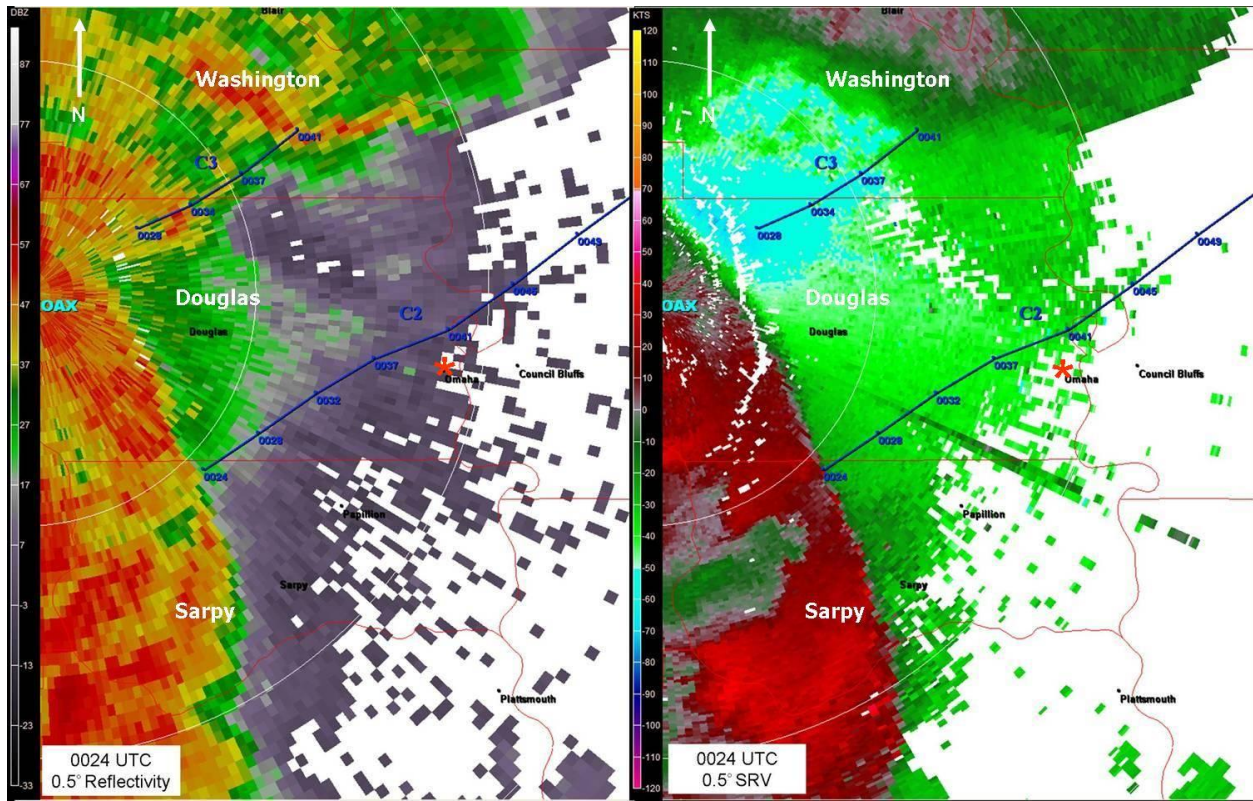 DBZ
87
77
67
57
47
37
27
17
7
-3
-13
-23
-33
Blair
N
Washington
0041
C3
0037
0034
0028
OAX
Douglas
Douglas
C2
0049
0045
0041
0037
Omaha
Council Bluffs
0032
0028
0024
Papillion
Sarpy
Sarpy
Plattsmouth
0024 UTC
0.5° Reflectivity
KTS
120
110
100
90
80
70
60
50
40
30
20
10
0
-10
-20
-30
-40
-50
-60
-70
-80
-90
-100
-110
-120
Blair
N
Washington
0041
C3
0037
0034
0028
OAX
Douglas
Douglas
C2
0049
0045
0041
0037
Omaha
Council Bluffs
0032
0028
0024
Papillion
Sarpy
Sarpy
Plattsmouth
0024 UTC
0.5° SRV